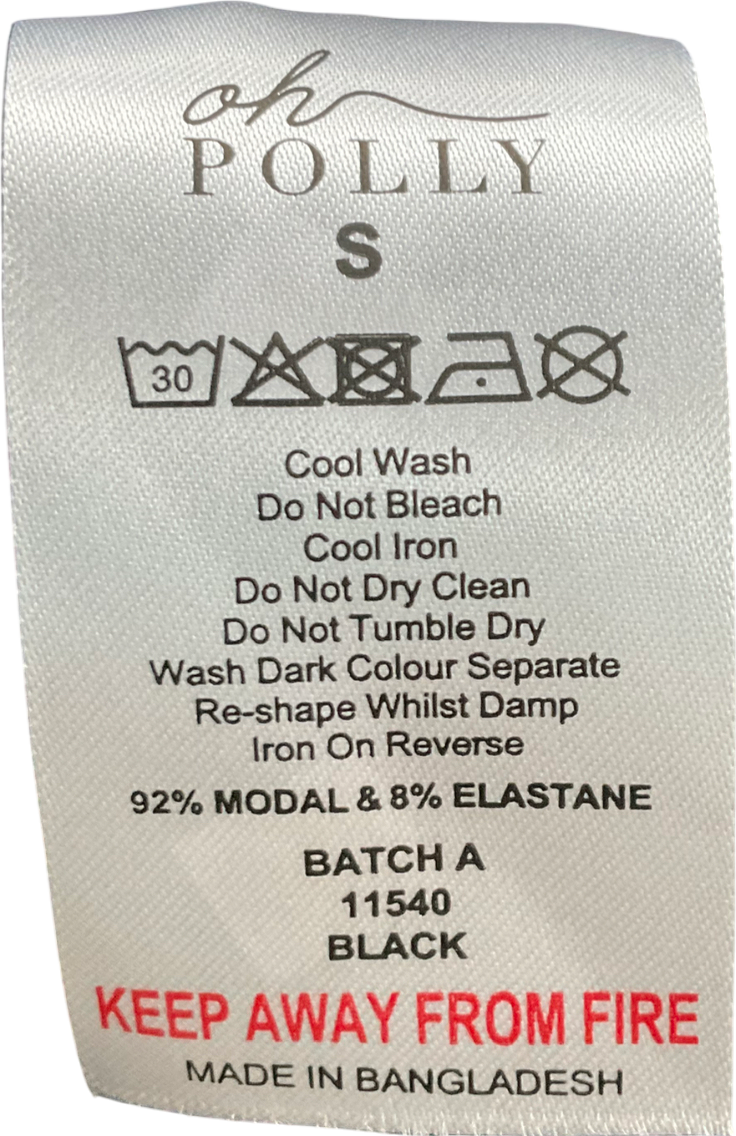 oh
POLLY
S
30
Cool Wash
Do Not Bleach
Cool Iron
Do Not Dry Clean
Do Not Tumble Dry
Wash Dark Colour Separate
Re-shape Whilst Damp
Iron On Reverse
92% MODAL & 8% ELASTANE
BATCH A
11540
BLACK
KEEP AWAY FROM FIRE
MADE IN BANGLADESH